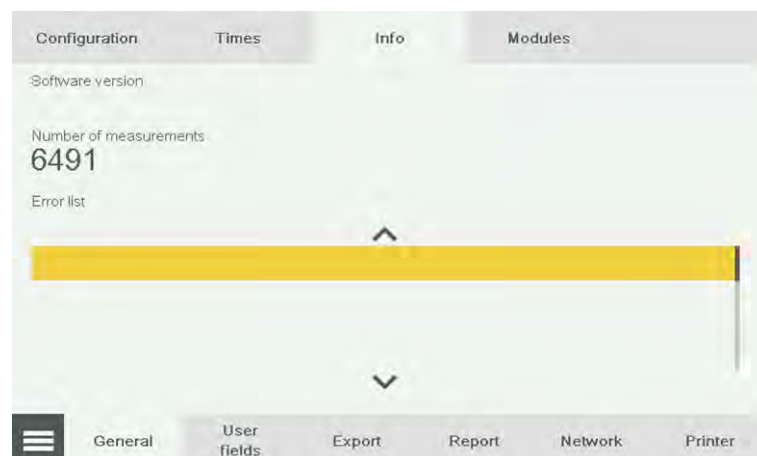 Configuration Times Info Modules
Software version
Number of measurements
6491
Error list
General User fields Export Report Network Printer